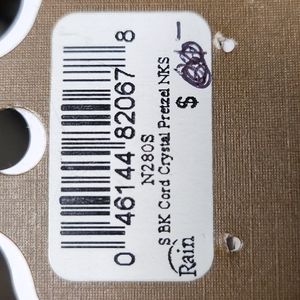 0 46144 82067 8
N280S
S BK Cord Crystal Pretzel NKS
Rain
$